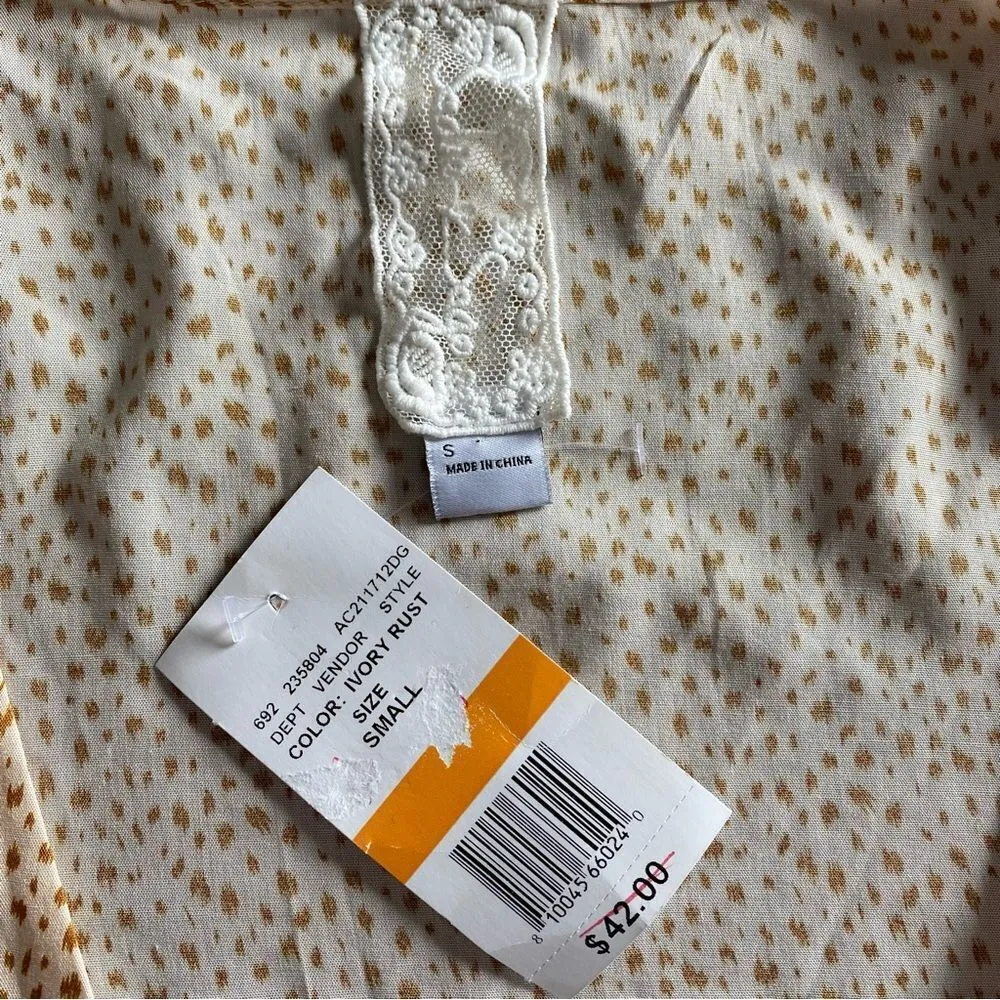 S
MADE IN CHINA
692 235804 AC211712DG
DEPT VENDOR STYLE
COLOR: IVORY RUST
SIZE
SMALL
8 10045 66024 0
$42.00